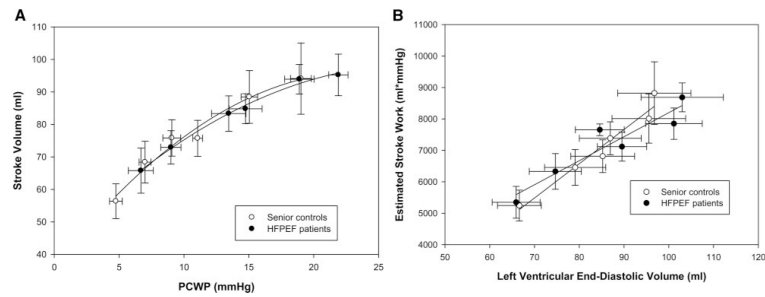 A
Stroke Volume (ml)
110
100
90
80
70
60
50
40
0
5
10
15
20
25
PCWP (mmHg)
Senior controls
HFPEF patients
B
Estimated Stroke Work (ml*mmHg)
11000
10000
9000
8000
7000
6000
5000
4000
60
70
80
90
100
110
120
Left Ventricular End-Diastolic Volume (ml)
Senior controls
HFPEF patients